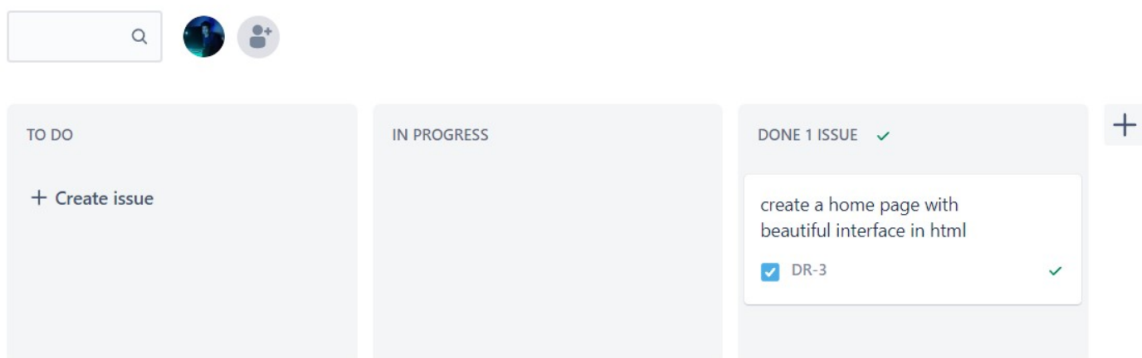 TO DO
+ Create issue
IN PROGRESS
DONE 1 ISSUE
create a home page with
beautiful interface in html
DR-3